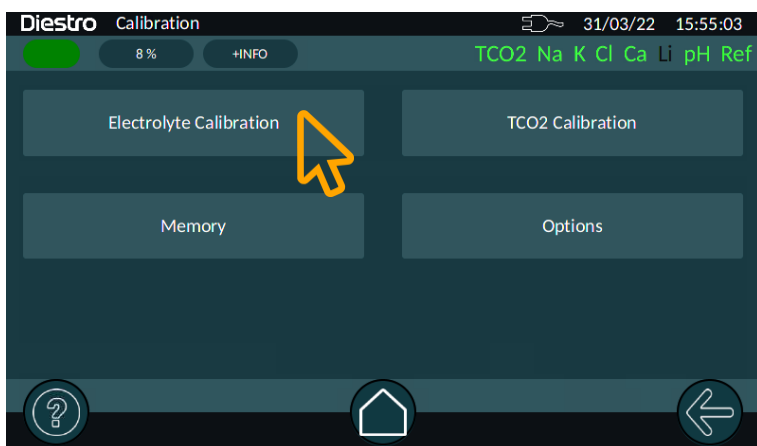 Diestro Calibration 31/03/22 15:55:03
8 % +INFO TCO2 Na K Cl Ca Li pH Ref
Electrolyte Calibration TCO2 Calibration
Memory Options
?